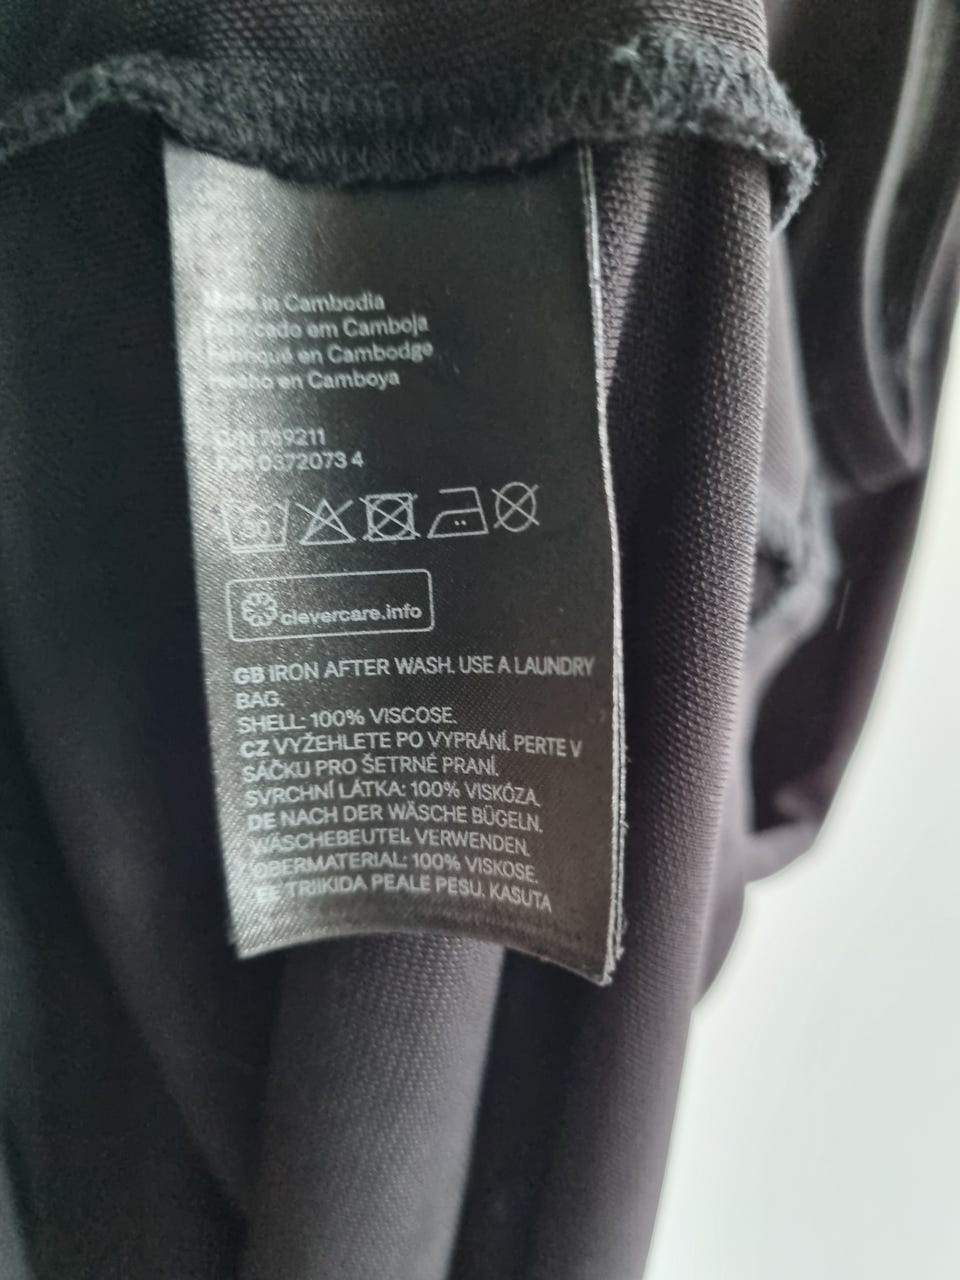 Made in Cambodia
Fabricado em Camboja
Fabriqué en Cambodge
Hecho en Camboya
759211
0372073 4
30
clevercare.info
GB IRON AFTER WASH. USE A LAUNDRY
BAG.
SHELL: 100% VISCOSE.
CZ VYŽEHLETE PO VYPRÁNÍ. PERTE V
SÁČKU PRO ŠETRNÉ PRANÍ.
SVRCHNÍ LÁTKA: 100% VISKÓZA.
DE NACH DER WÄSCHE BÜGELN.
WÄSCHEBEUTEL VERWENDEN.
OBERMATERIAL: 100% VISKOSE.
EE TRIIKIDA PEALE PESU. KASUTA